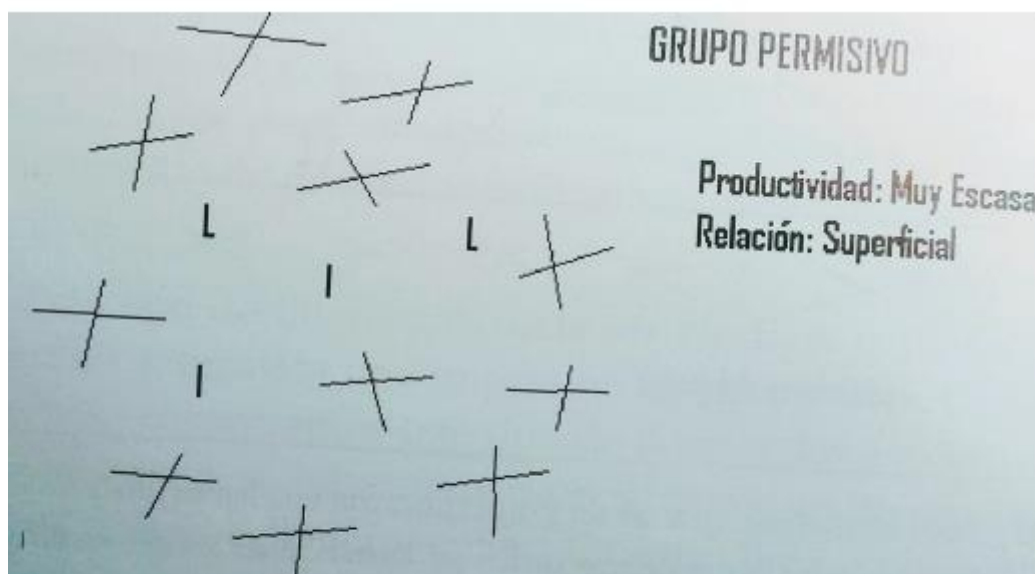 GRUPO PERMISIVO
Productividad: Muy Escasa
Relación: Superficial
L
L
I
I